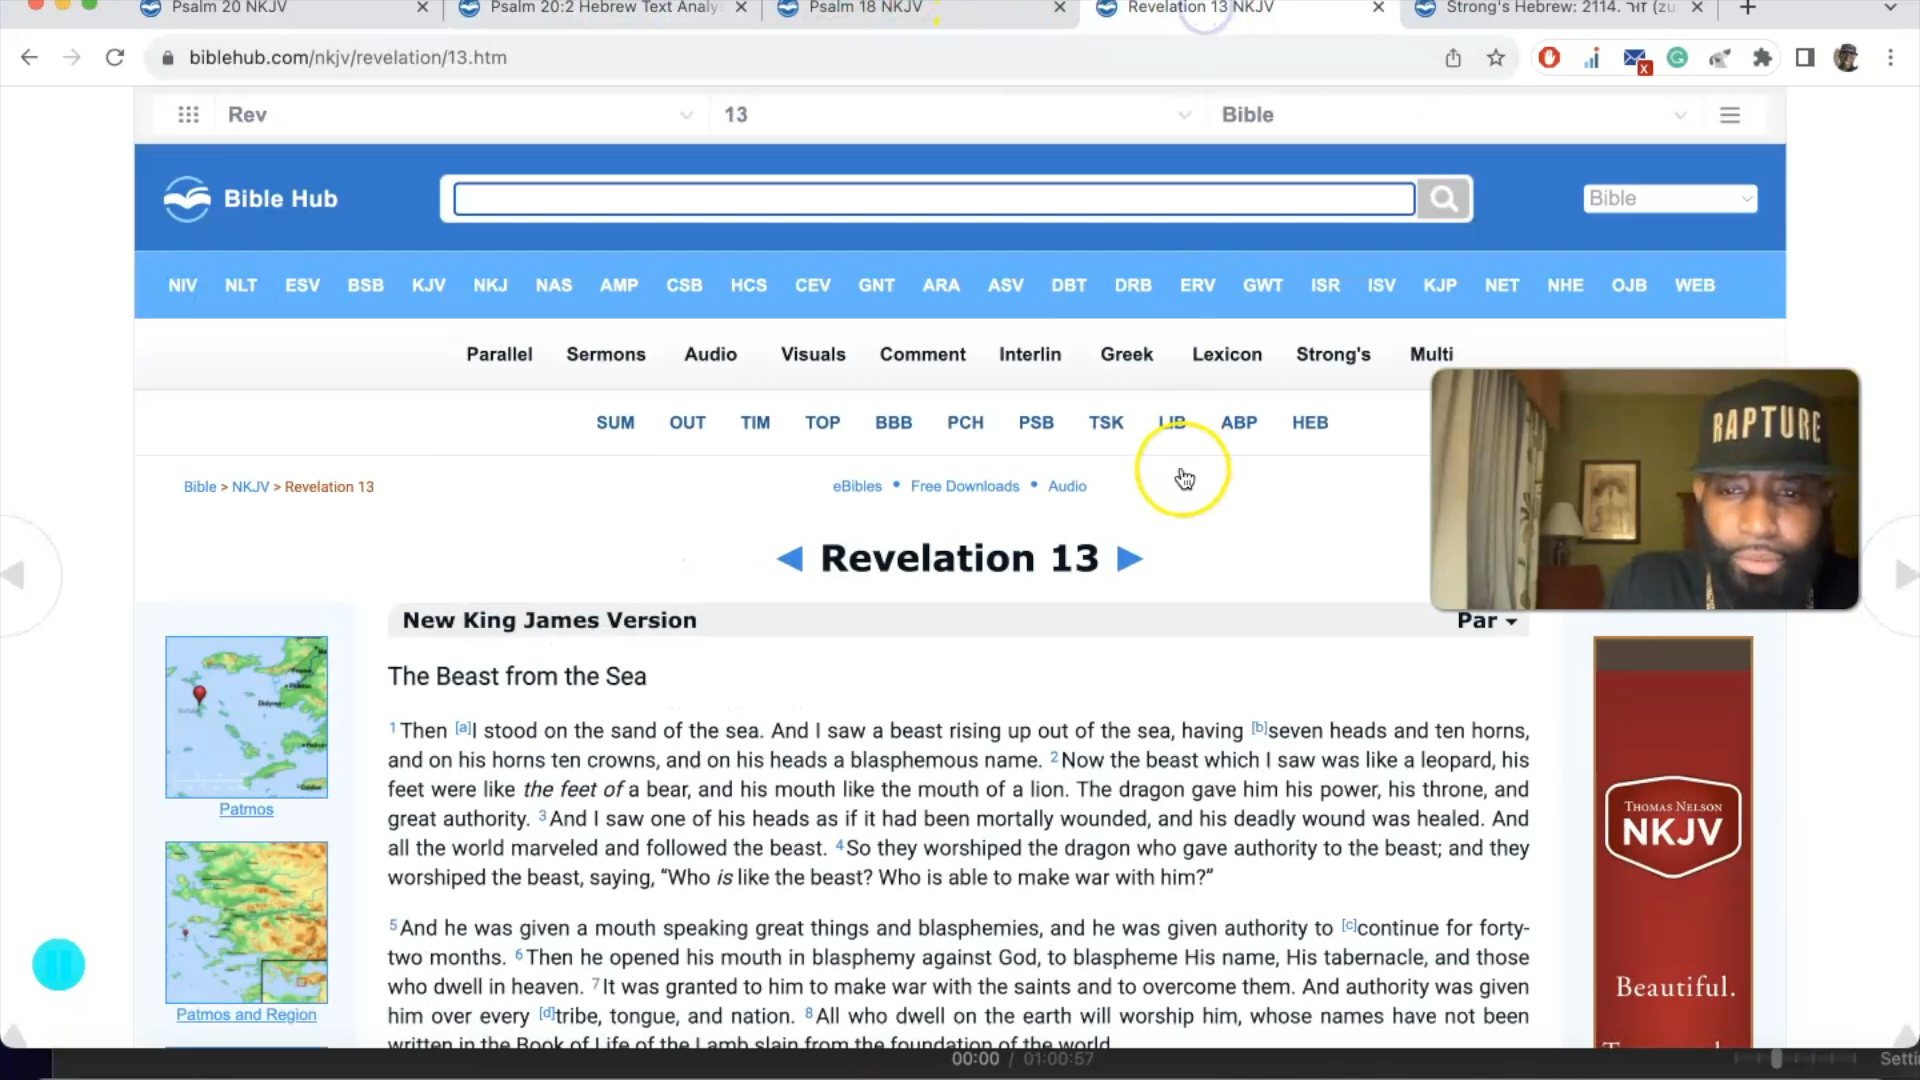 Psalm 20 NKJV
Psalm 20:2 Hebrew Text Analy
Psalm 18 NKJV
Revelation 13 NKJV
Strong's Hebrew: 2114. זוּר (zu
biblehub.com/nkjv/revelation/13.htm
Rev
13
Bible
Bible Hub
Bible
NIV NLT ESV BSB KJV NKJ NAS AMP CSB HCS CEV GNT ARA ASV DBT DRB ERV GWT ISR ISV KJP NET NHE OJB WEB
Parallel Sermons Audio Visuals Comment Interlin Greek Lexicon Strong's Multi
SUM OUT TIM TOP BBB PCH PSB TSK LIB ABP HEB
RAPTURE
Bible > NKJV > Revelation 13
eBibles • Free Downloads • Audio
◄ Revelation 13 ►
New King James Version
Par
The Beast from the Sea
1 Then [a]I stood on the sand of the sea. And I saw a beast rising up out of the sea, having [b]seven heads and ten horns,
and on his horns ten crowns, and on his heads a blasphemous name. 2 Now the beast which I saw was like a leopard, his
feet were like the feet of a bear, and his mouth like the mouth of a lion. The dragon gave him his power, his throne, and
great authority. 3 And I saw one of his heads as if it had been mortally wounded, and his deadly wound was healed. And
all the world marveled and followed the beast. 4 So they worshiped the dragon who gave authority to the beast; and they
worshiped the beast, saying, “Who is like the beast? Who is able to make war with him?”
5 And he was given a mouth speaking great things and blasphemies, and he was given authority to [c]continue for forty-
two months. 6 Then he opened his mouth in blasphemy against God, to blaspheme His name, His tabernacle, and those
who dwell in heaven. 7 It was granted to him to make war with the saints and to overcome them. And authority was given
him over every [d]tribe, tongue, and nation. 8 All who dwell on the earth will worship him, whose names have not been
written in the Book of Life of the Lamb slain from the foundation of the world.
Patmos
Patmos and Region
THOMAS NELSON
NKJV
Beautiful.
00:00 / 01:00:57
Setti